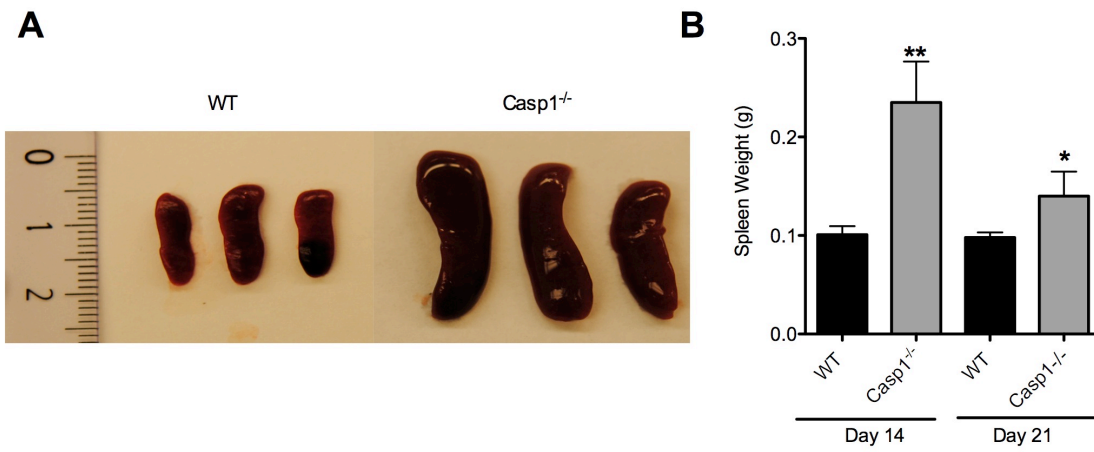 A
B
WT
Casp1-/-
0
1
2
Spleen Weight (g)
0.3
0.2
0.1
0.0
**
*
WT
Casp1-/-
WT
Casp1-/-
Day 14
Day 21